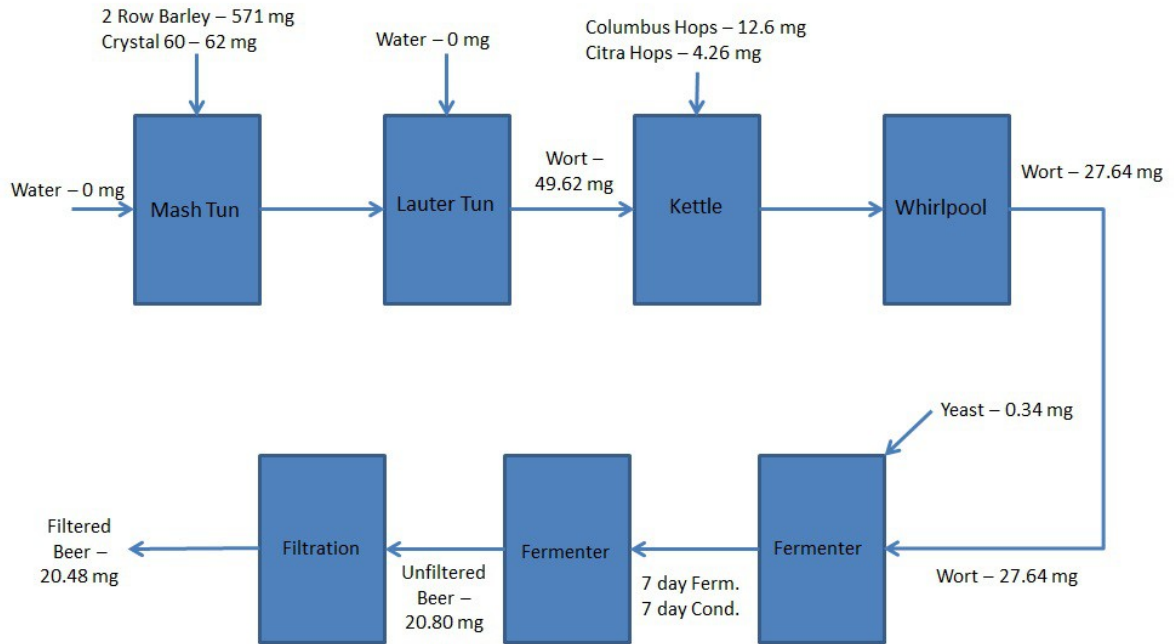 2 Row Barley – 571 mg
Crystal 60 – 62 mg
Water – 0 mg
Columbus Hops – 12.6 mg
Citra Hops – 4.26 mg
Water – 0 mg
Mash Tun
Lauter Tun
Wort –
49.62 mg
Kettle
Whirlpool
Wort – 27.64 mg
Yeast – 0.34 mg
Filtered
Beer –
20.48 mg
Filtration
Unfiltered
Beer –
20.80 mg
Fermenter
7 day Ferm.
7 day Cond.
Fermenter
Wort – 27.64 mg